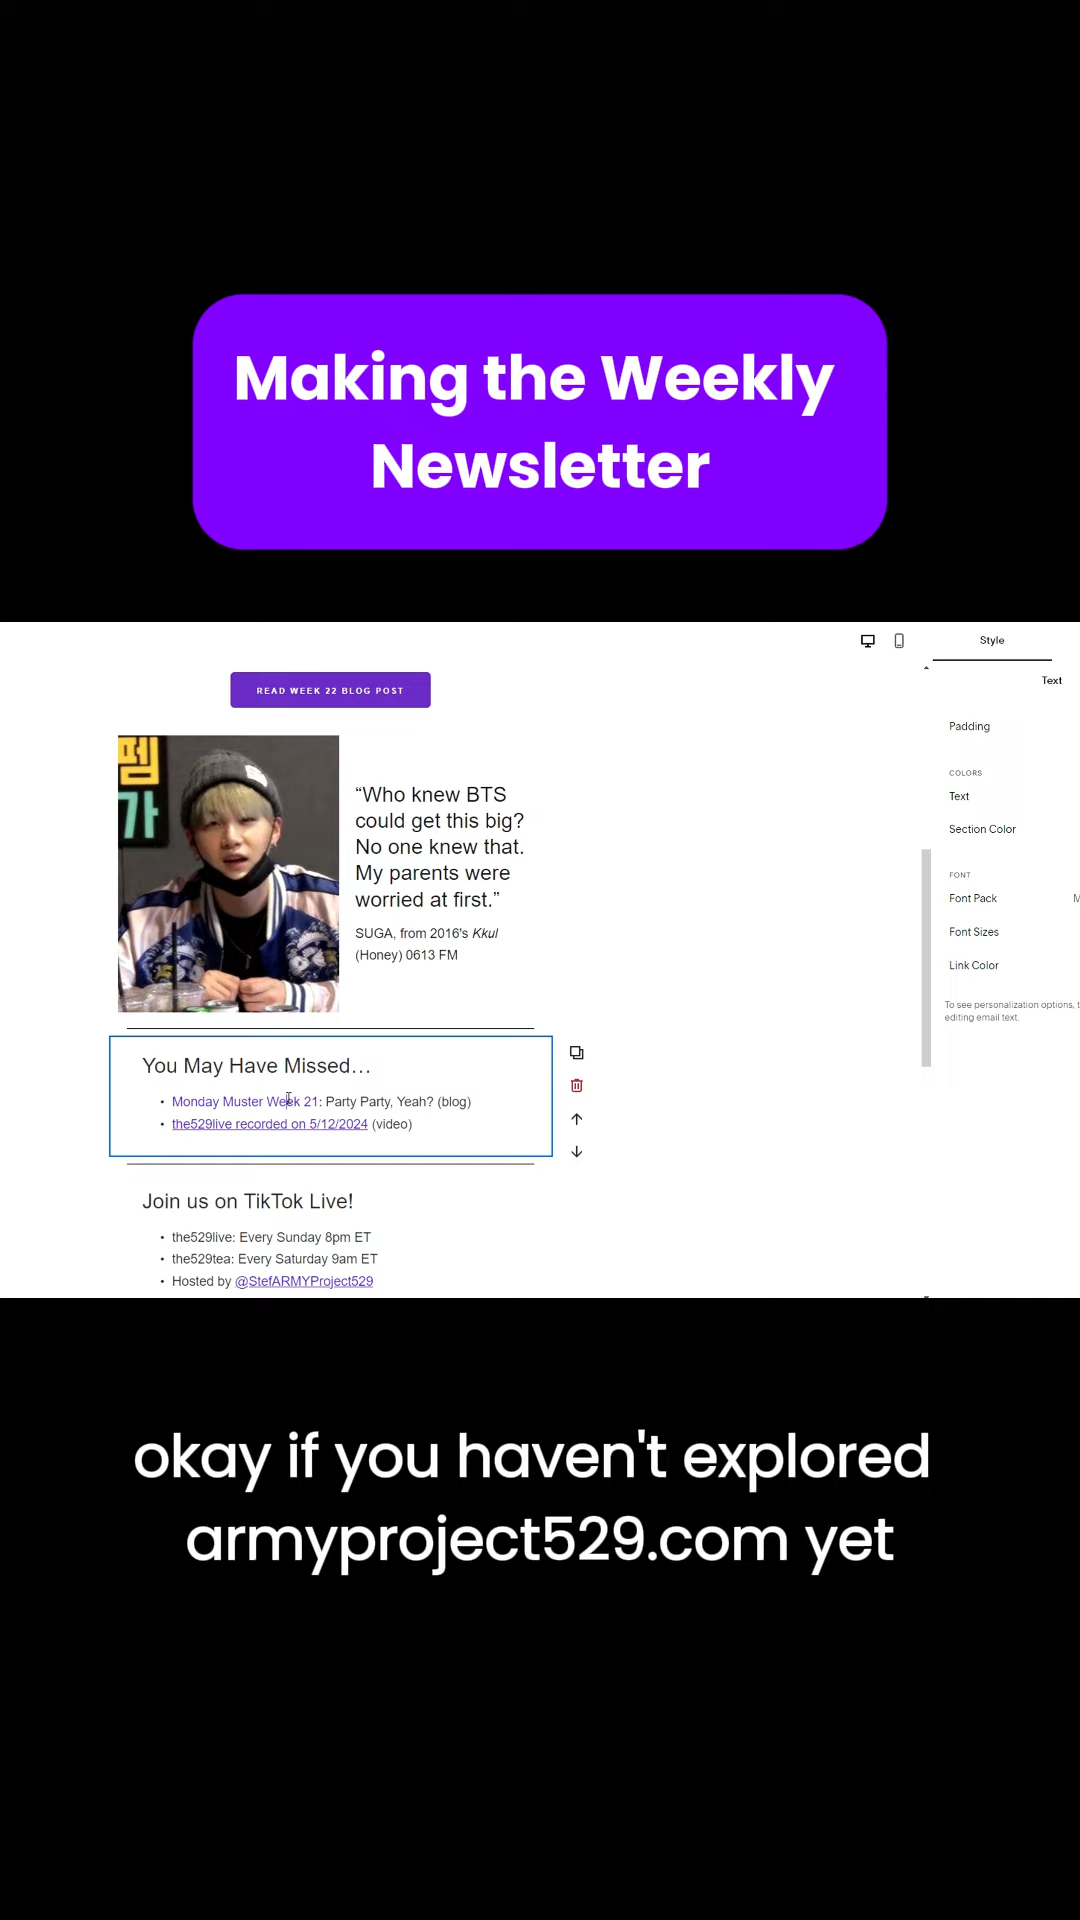 Making the Weekly
Newsletter
Style
READ WEEK 22 BLOG POST
Text
Padding
COLORS
Text
Section Color
FONT
Font Pack
M
Font Sizes
Link Color
To see personalization options, t
editing email text.
펨
가
“Who knew BTS
could get this big?
No one knew that.
My parents were
worried at first.”
SUGA, from 2016's Kkul
(Honey) 0613 FM
You May Have Missed...
• Monday Muster Week 21: Party Party, Yeah? (blog)
• the529live recorded on 5/12/2024 (video)
Join us on TikTok Live!
• the529live: Every Sunday 8pm ET
• the529tea: Every Saturday 9am ET
• Hosted by @StefARMYProject529
okay if you haven't explored
armyproject529.com yet